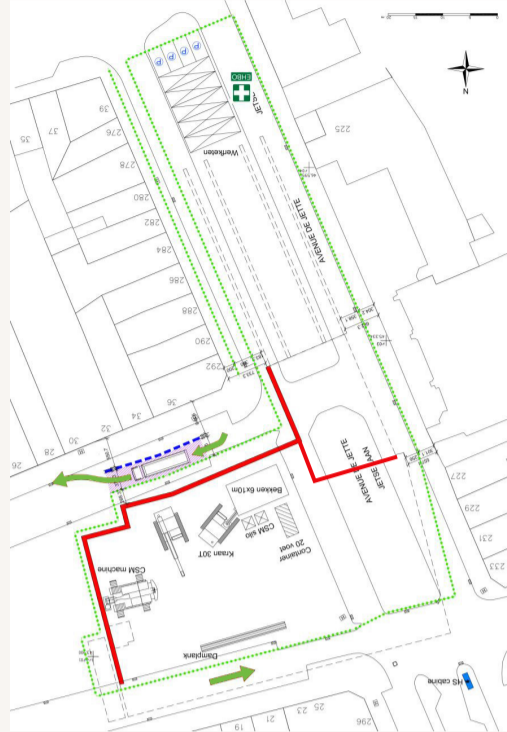 N
P P P P
EHBO
JETSE
Werfketen
AVENUE DE JETTE
225
39
37
35
276
278
280
282
284
286
288
290
292
36
34
32
30
28
26
JETSE LAAN
AVENUE DE JETTE
Bekken 6x10m
CSM silo
Container
20 voet
Kraan 30T
CSM machine
Damplank
227
229
231
233
HS cabine
296
25
23
21
19